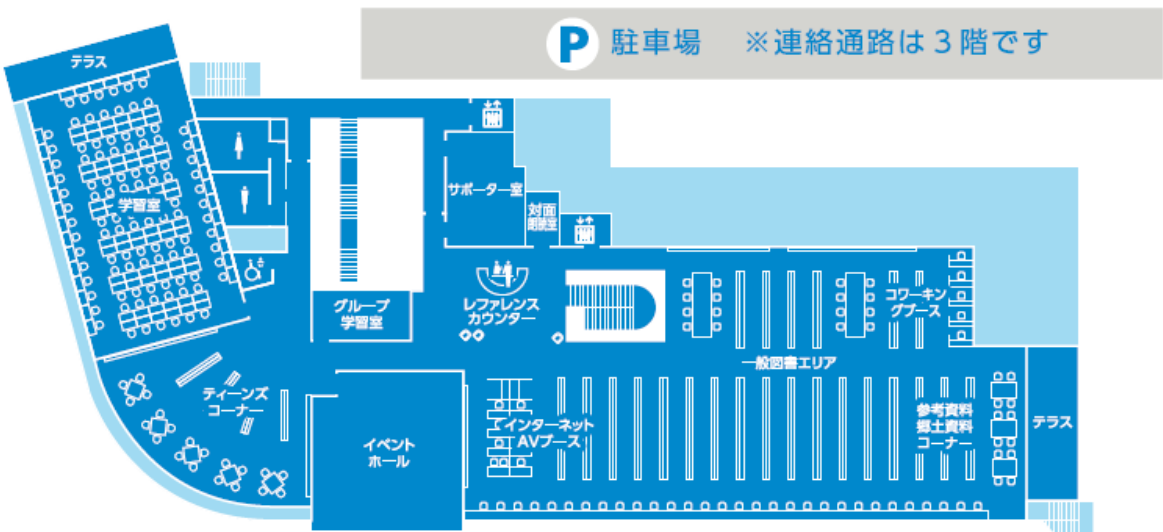 P 駐車場 ※連絡通路は3階です
テラス
学習室
サポーター室
対面
朗読室
グループ
学習室
レファレンス
カウンター
コワーキン
グブース
一般図書エリア
ティーンズ
コーナー
イベント
ホール
インターネット
AVブース
参考資料
郷土資料
コーナー
テラス